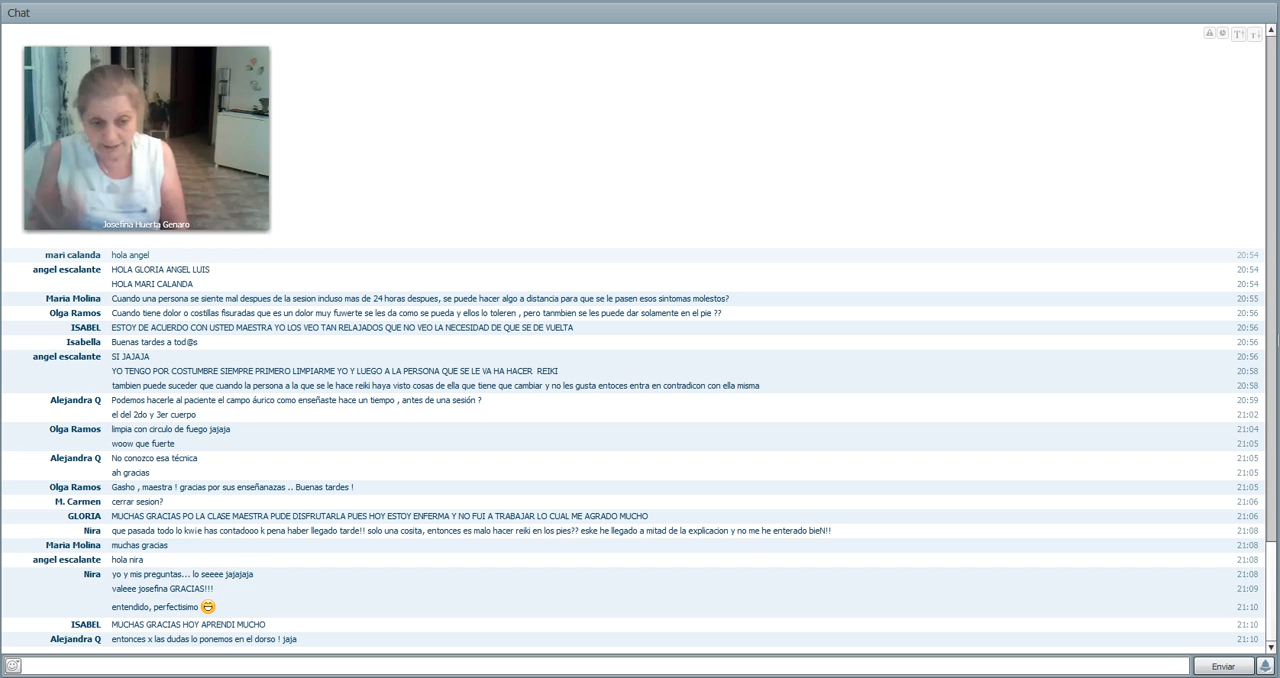 Chat
Josefina Huerta Genaro
mari calanda hola angel 20:54
angel escalante HOLA GLORIA ANGEL LUIS 20:54
HOLA MARI CALANDA 20:54
Maria Molina Cuando una persona se siente mal despues de la sesion incluso mas de 24 horas despues, se puede hacer algo a distancia para que se le pasen esos sintomas molestos? 20:55
Olga Ramos Cuando tiene dolor o costillas fisuradas que es un dolor muy fuwerte se les da como se pueda y ellos lo toleren , pero tanmbien se les puede dar solamente en el pie ?? 20:56
ISABEL ESTOY DE ACUERDO CON USTED MAESTRA YO LOS VEO TAN RELAJADOS QUE NO VEO LA NECESIDAD DE QUE SE DE VUELTA 20:56
Isabella Buenas tardes a tod@s 20:56
angel escalante SI JAJAJA 20:56
YO TENGO POR COSTUMBRE SIEMPRE PRIMERO LIMPIARME YO Y LUEGO A LA PERSONA QUE SE LE VA HA HACER REIKI 20:58
tambien puede suceder que cuando la persona a la que se le hace reiki haya visto cosas de ella que tiene que cambiar y no les gusta entoces entra en contradicon con ella misma 20:58
Alejandra Q Podemos hacerle al paciente el campo áurico como enseñaste hace un tiempo , antes de una sesión ? 20:59
el del 2do y 3er cuerpo 21:02
Olga Ramos limpia con circulo de fuego jajaja 21:04
woow que fuerte 21:05
Alejandra Q No conozco esa técnica 21:05
ah gracias 21:05
Olga Ramos Gasho , maestra ! gracias por sus enseñanazas .. Buenas tardes ! 21:05
M. Carmen cerrar sesion? 21:06
GLORIA MUCHAS GRACIAS PO LA CLASE MAESTRA PUDE DISFRUTARLA PUES HOY ESTOY ENFERMA Y NO FUI A TRABAJAR LO CUAL ME AGRADO MUCHO 21:06
Nira que pasada todo lo kwie has contadooo k pena haber llegado tarde!! solo una cosita, entonces es malo hacer reiki en los pies?? eske he llegado a mitad de la explicacion y no me he enterado bieN!! 21:08
Maria Molina muchas gracias 21:08
angel escalante hola nira 21:08
Nira yo y mis preguntas... lo seeee jajajaja 21:08
valeee josefina GRACIAS!!! 21:09
entendido, perfectisimo 21:10
ISABEL MUCHAS GRACIAS HOY APRENDI MUCHO 21:10
Alejandra Q entonces x las dudas lo ponemos en el dorso ! jaja 21:10
Enviar